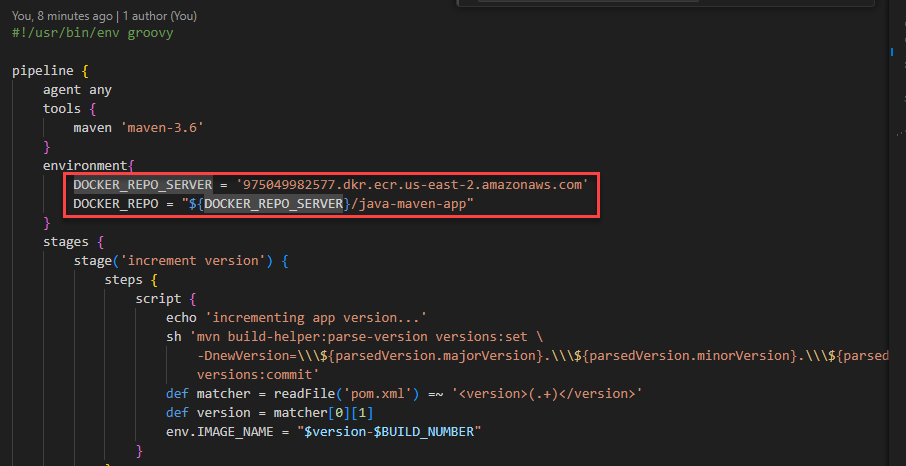 You, 8 minutes ago | 1 author (You)
#!/usr/bin/env groovy
pipeline {
agent any
tools {
maven 'maven-3.6'
}
environment{
DOCKER_REPO_SERVER = '975049982577.dkr.ecr.us-east-2.amazonaws.com'
DOCKER_REPO = "${DOCKER_REPO_SERVER}/java-maven-app"
}
stages {
stage('increment version') {
steps {
script {
echo 'incrementing app version...'
sh 'mvn build-helper:parse-version versions:set \
-DnewVersion=\\\${parsedVersion.majorVersion}.\\\${parsedVersion.minorVersion}.\\\${parsed
versions:commit'
def matcher = readFile('pom.xml') =~ '<version>(.+)</version>'
def version = matcher[0][1]
env.IMAGE_NAME = "$version-$BUILD_NUMBER"
}